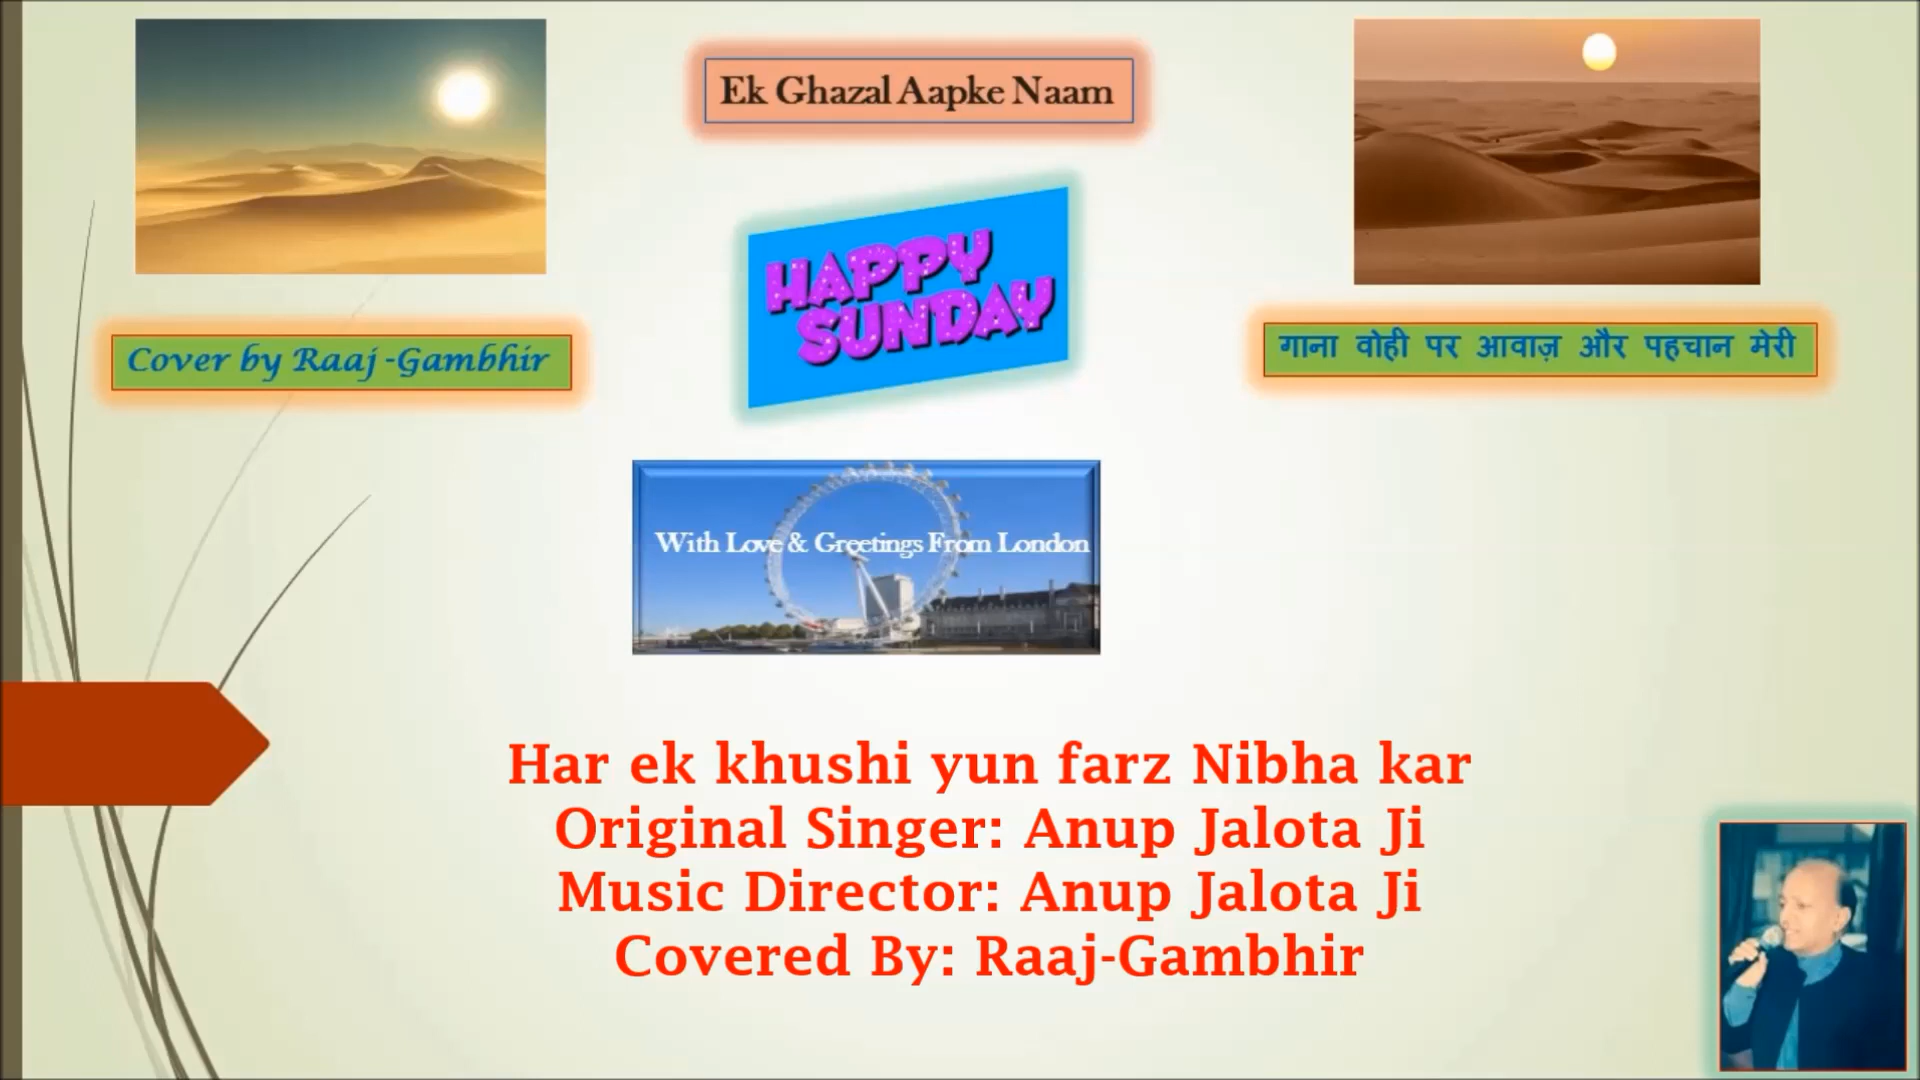 Ek Ghazal Aapke Naam
HAPPY
SUNDAY
Cover by Raaj-Gambhir
गाना वोही पर आवाज़ और पहचान मेरी
With Love & Greetings From London
Har ek khushi yun farz Nibha kar
Original Singer: Anup Jalota Ji
Music Director: Anup Jalota Ji
Covered By: Raaj-Gambhir